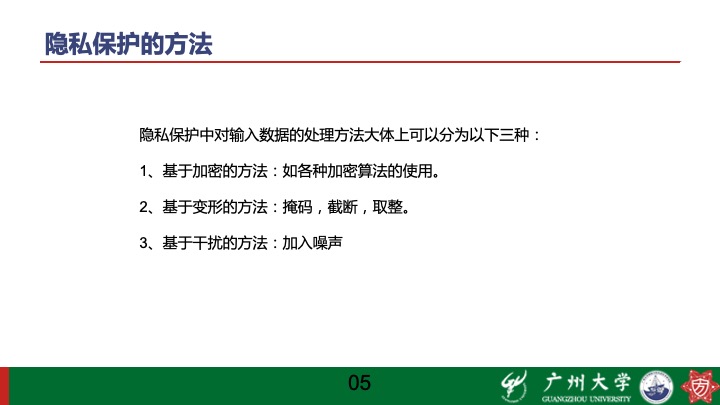 隐私保护的方法
隐私保护中对输入数据的处理方法大体上可以分为以下三种：
1、基于加密的方法：如各种加密算法的使用。
2、基于变形的方法：掩码，截断，取整。
3、基于干扰的方法：加入噪声
05
广州大学
GUANGZHOU UNIVERSITY